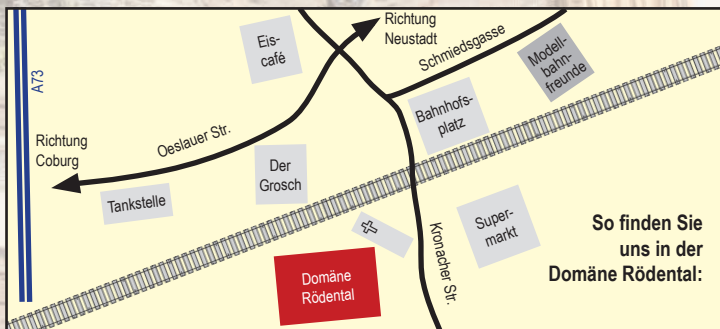 A73
Richtung
Coburg
Oeslauer Str.
Tankstelle
Eis-
café
Der
Grosch
Richtung
Neustadt
Schmiedsgasse
Modell-
bahn-
freunde
Bahnhofs-
platz
Kronacher Str.
Super-
markt
Domäne
Rödental
So finden Sie
uns in der
Domäne Rödental: